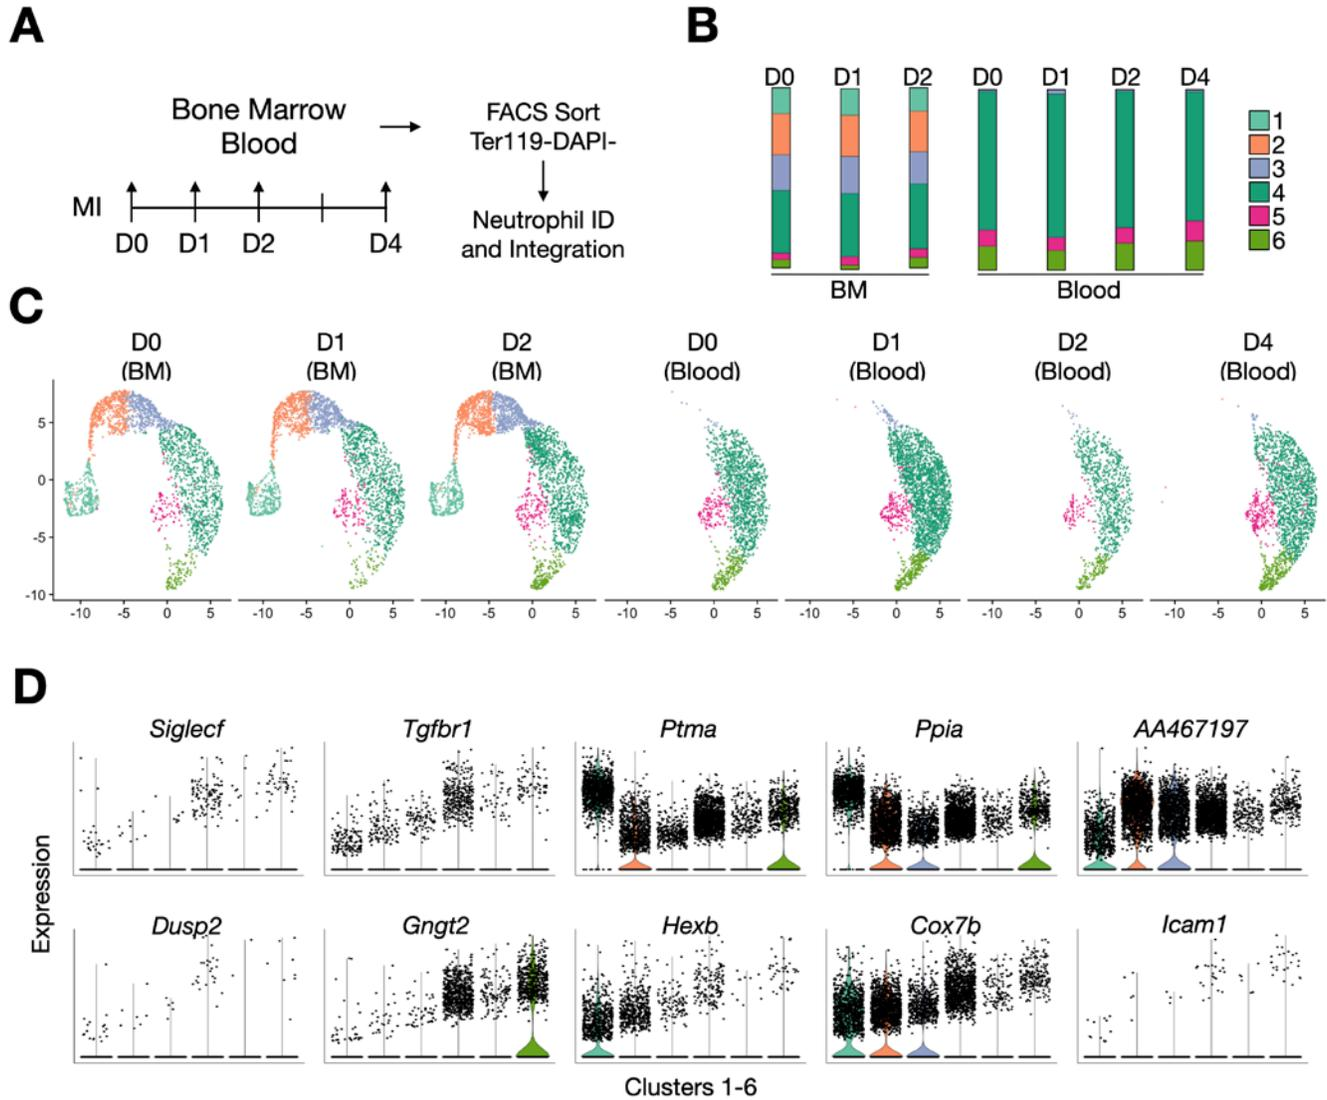 A
Bone Marrow
Blood
FACS Sort
Ter119-DAPI-
Neutrophil ID
and Integration
MI
D0 D1 D2 D4
B
D0 D1 D2 D0 D1 D2 D4
BM Blood
1
2
3
4
5
6
C
D0 D1 D2 D0 D1 D2 D4
(BM) (BM) (BM) (Blood) (Blood) (Blood) (Blood)
5
0
-5
-10
-10 -5 0 5 -10 -5 0 5 -10 -5 0 5 -10 -5 0 5 -10 -5 0 5 -10 -5 0 5 -10 -5 0 5
D
Siglecf Tgfbr1 Ptma Ppia AA467197
Expression
Dusp2 Gngt2 Hexb Cox7b Icam1
Clusters 1-6